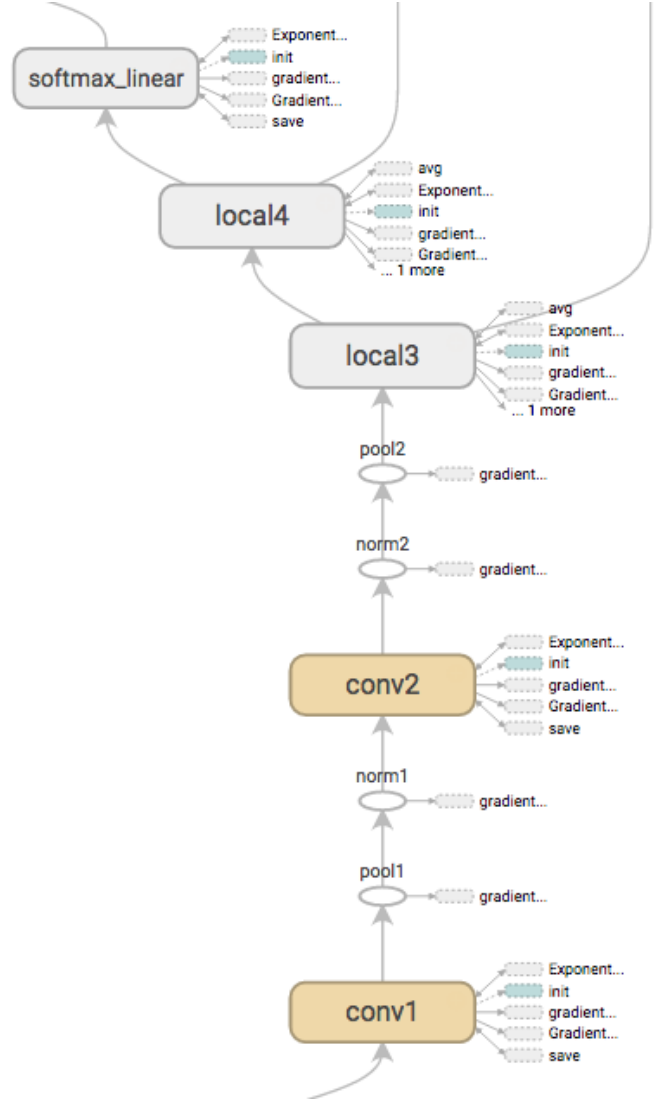 Exponent...
init
softmax_linear
gradient...
Gradient...
save
avg
Exponent...
local4
init
gradient...
Gradient...
... 1 more
avg
Exponent...
local3
init
gradient...
Gradient...
... 1 more
pool2
gradient...
norm2
gradient...
Exponent...
init
conv2
gradient...
Gradient...
save
norm1
gradient...
pool1
gradient...
Exponent...
init
conv1
gradient...
Gradient...
save